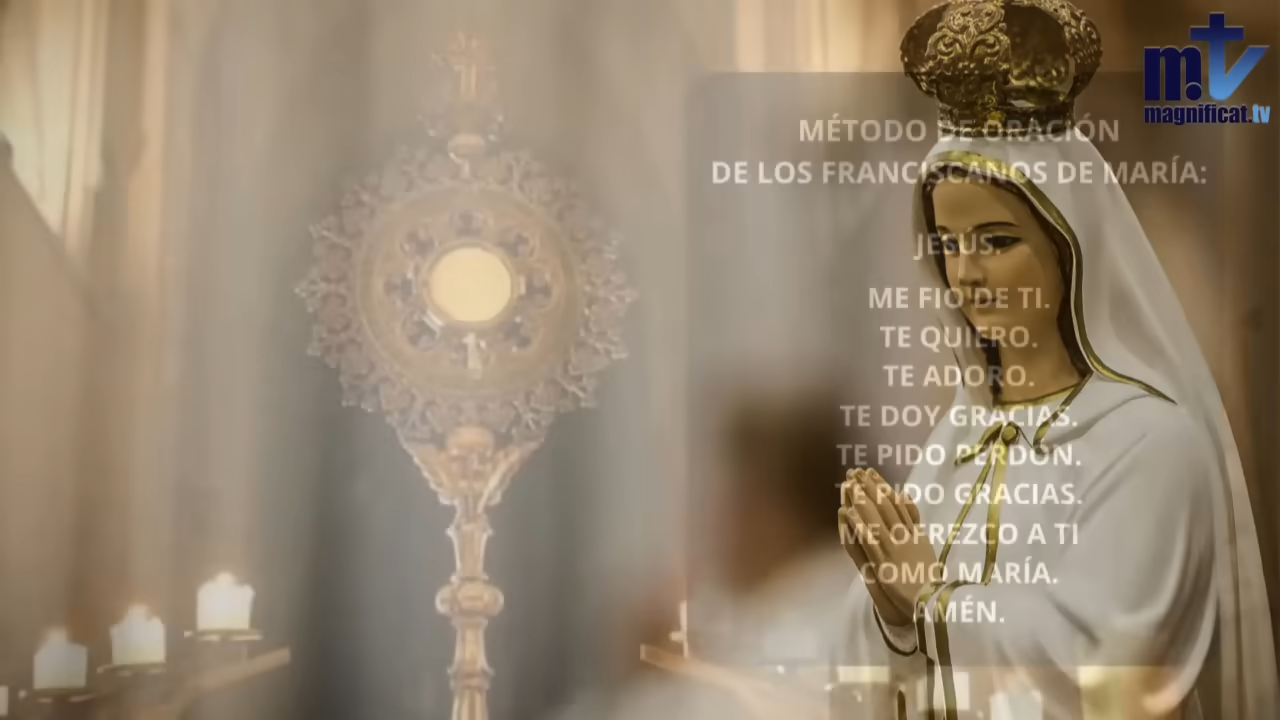 MÉTODO DE ORACIÓN
DE LOS FRANCISCANOS DE MARÍA:
JESÚS.
ME FIO DE TI.
TE QUIERO.
TE ADORO.
TE DOY GRACIAS.
TE PIDO PERDÓN.
TE PIDO GRACIAS.
ME OFREZCO A TI
COMO MARÍA.
AMÉN.
m.tv
magnificat.tv